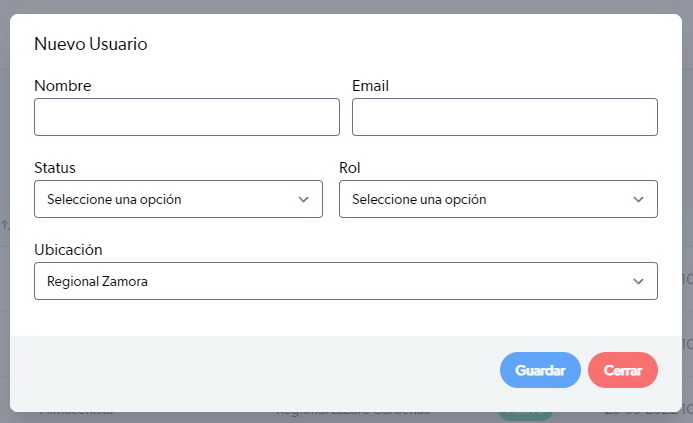 Nuevo Usuario
Nombre Email
Status Rol
Seleccione una opción Seleccione una opción
Ubicación
Regional Zamora
Guardar Cerrar